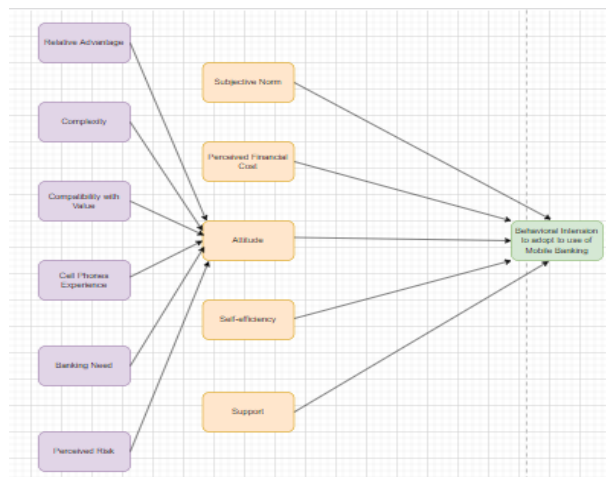 Relative Advantage
Complexity
Compatibility with
Value
Cell Phones
Experience
Banking Need
Perceived Risk
Subjective Norm
Perceived Financial
Cost
Attitude
Self-efficiency
Support
Behavioral Intension
to adopt to use of
Mobile Banking